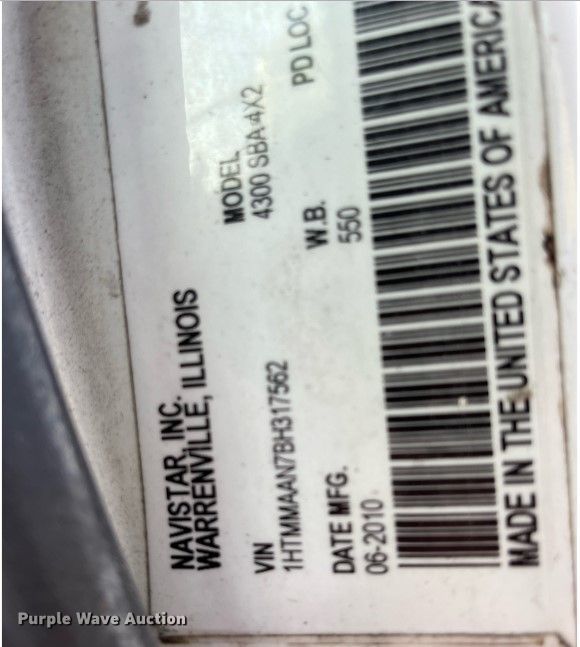 NAVISTAR, INC.
WARRENVILLE, ILLINOIS
VIN
1HTMMAAN7BH317562
MODEL
4300 SBA 4X2
DATE MFG.
06-2010
W.B.
550
PD LOC
MADE IN THE UNITED STATES OF AMERICA
Purple Wave Auction